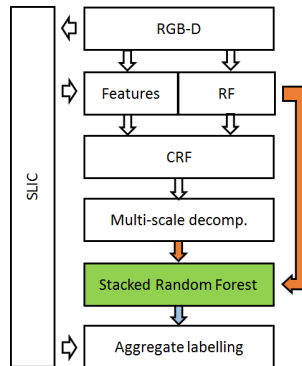 RGB-D
Features
RF
CRF
SLIC
Multi-scale decomp.
Stacked Random Forest
Aggregate labelling